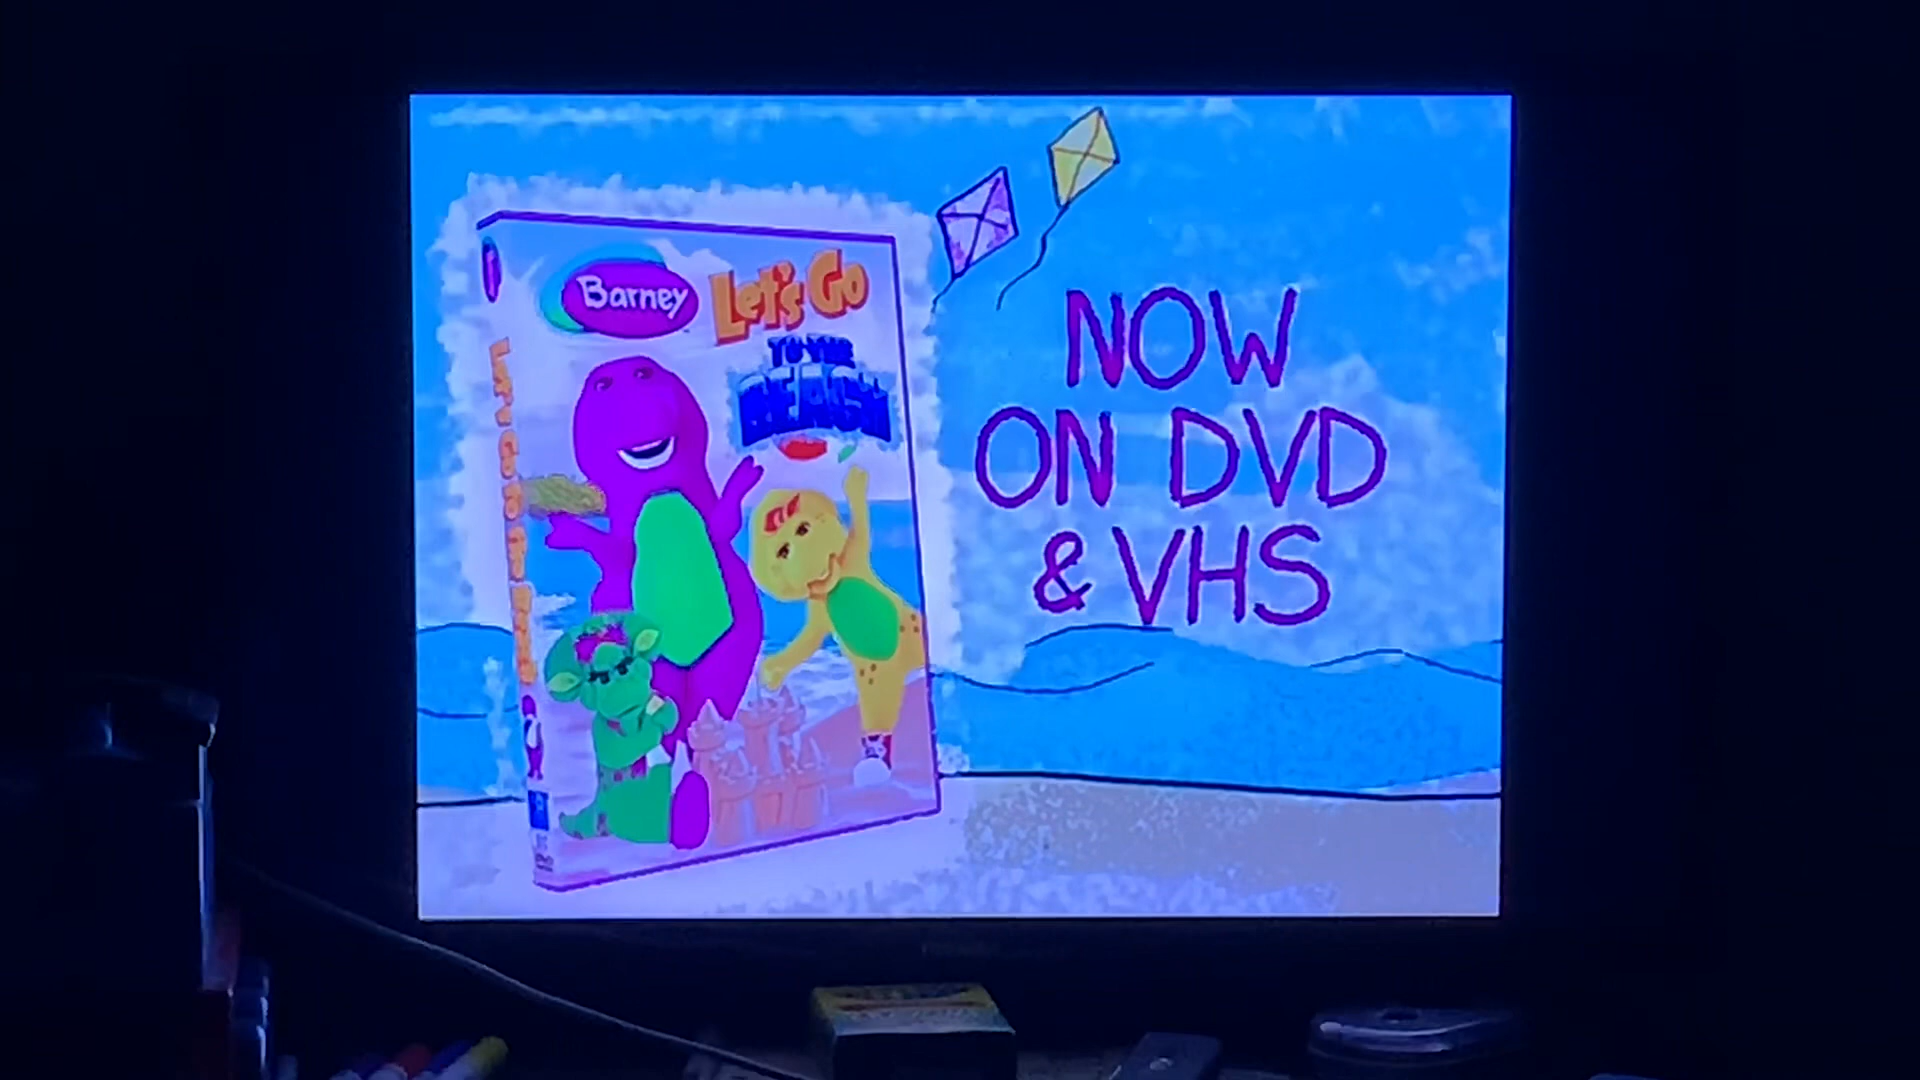 Barney
Let's Go
TO THE
BEACH
NOW
ON DVD
& VHS